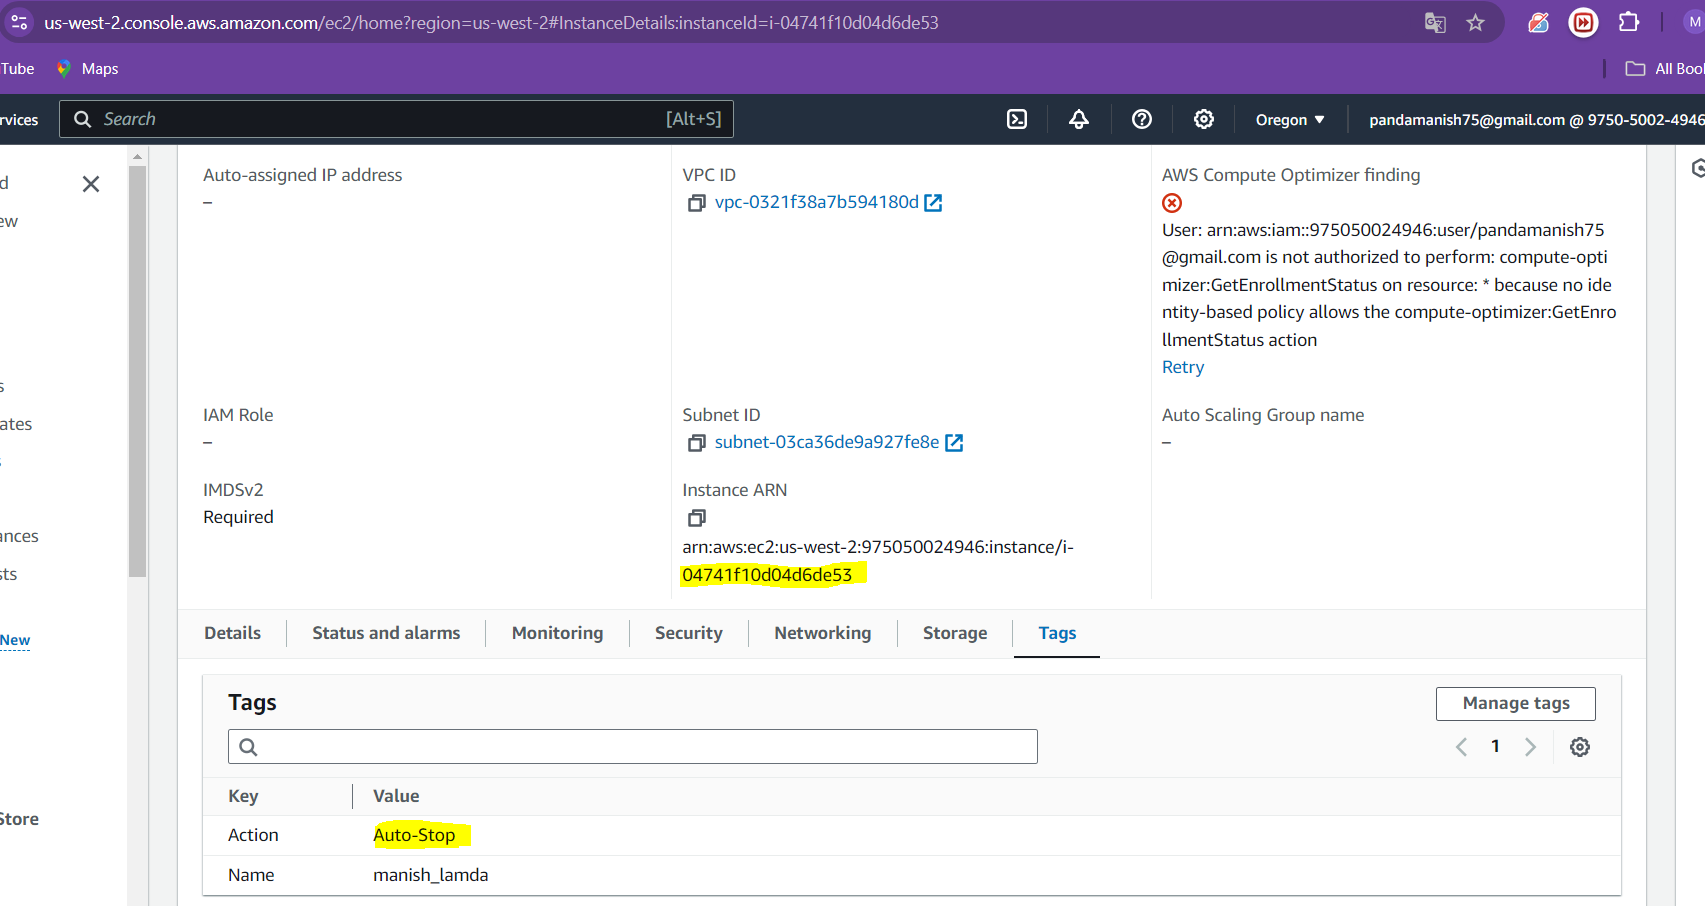 us-west-2.console.aws.amazon.com/ec2/home?region=us-west-2#InstanceDetails:instanceId=i-04741f10d04d6de53
M
Tube
Maps
All Boo
rvices
Search
[Alt+S]
Oregon
pandamanish75@gmail.com @ 9750-5002-4946
d
ew
s
ates
ances
sts
New
Store
Auto-assigned IP address
–
VPC ID
vpc-0321f38a7b594180d
AWS Compute Optimizer finding
User: arn:aws:iam::975050024946:user/pandamanish75
@gmail.com is not authorized to perform: compute-opti
mizer:GetEnrollmentStatus on resource: * because no ide
ntity-based policy allows the compute-optimizer:GetEnro
llmentStatus action
Retry
IAM Role
–
Subnet ID
subnet-03ca36de9a927fe8e
Auto Scaling Group name
–
IMDSv2
Required
Instance ARN
arn:aws:ec2:us-west-2:975050024946:instance/i-
04741f10d04d6de53
Details
Status and alarms
Monitoring
Security
Networking
Storage
Tags
Tags
Manage tags
1
Key
Value
Action
Auto-Stop
Name
manish_lamda